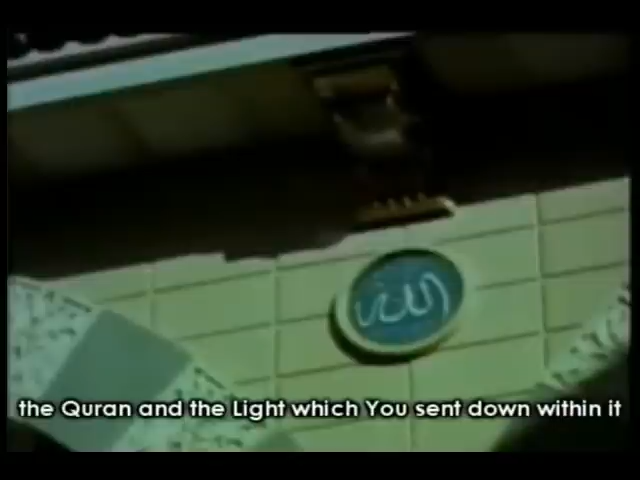 الله
the Quran and the Light which You sent down within it